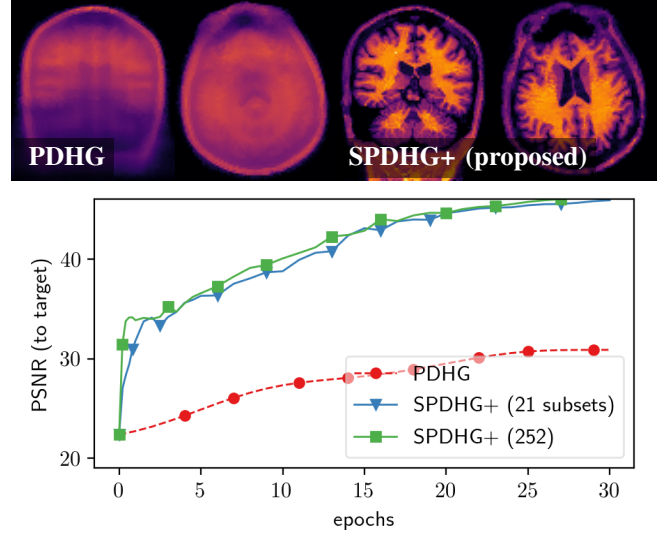 PDHG
SPDHG+ (proposed)
PSNR (to target)
40
30
20
PDHG
SPDHG+ (21 subsets)
SPDHG+ (252)
0
5
10
15
20
25
30
epochs